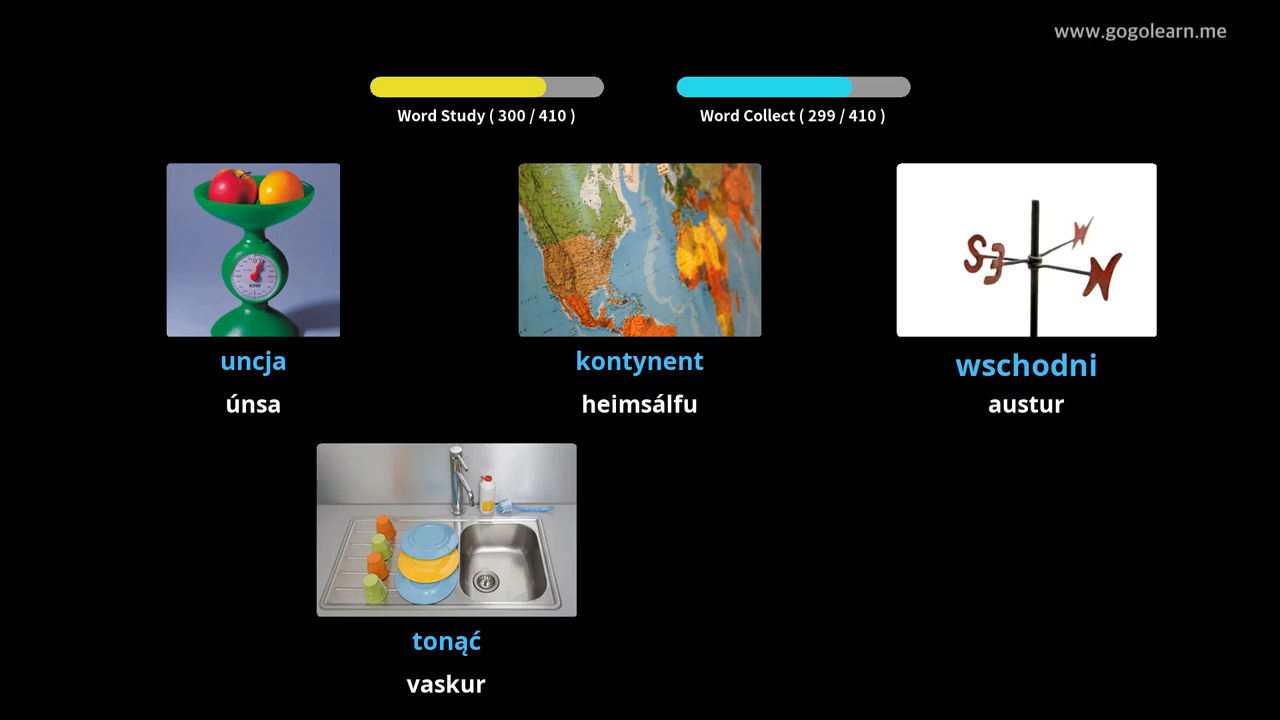 www.gogolearn.me
Word Study ( 300 / 410 )
Word Collect ( 299 / 410 )
uncja
únsa
kontynent
heimsálfu
wschodni
austur
tonąć
vaskur